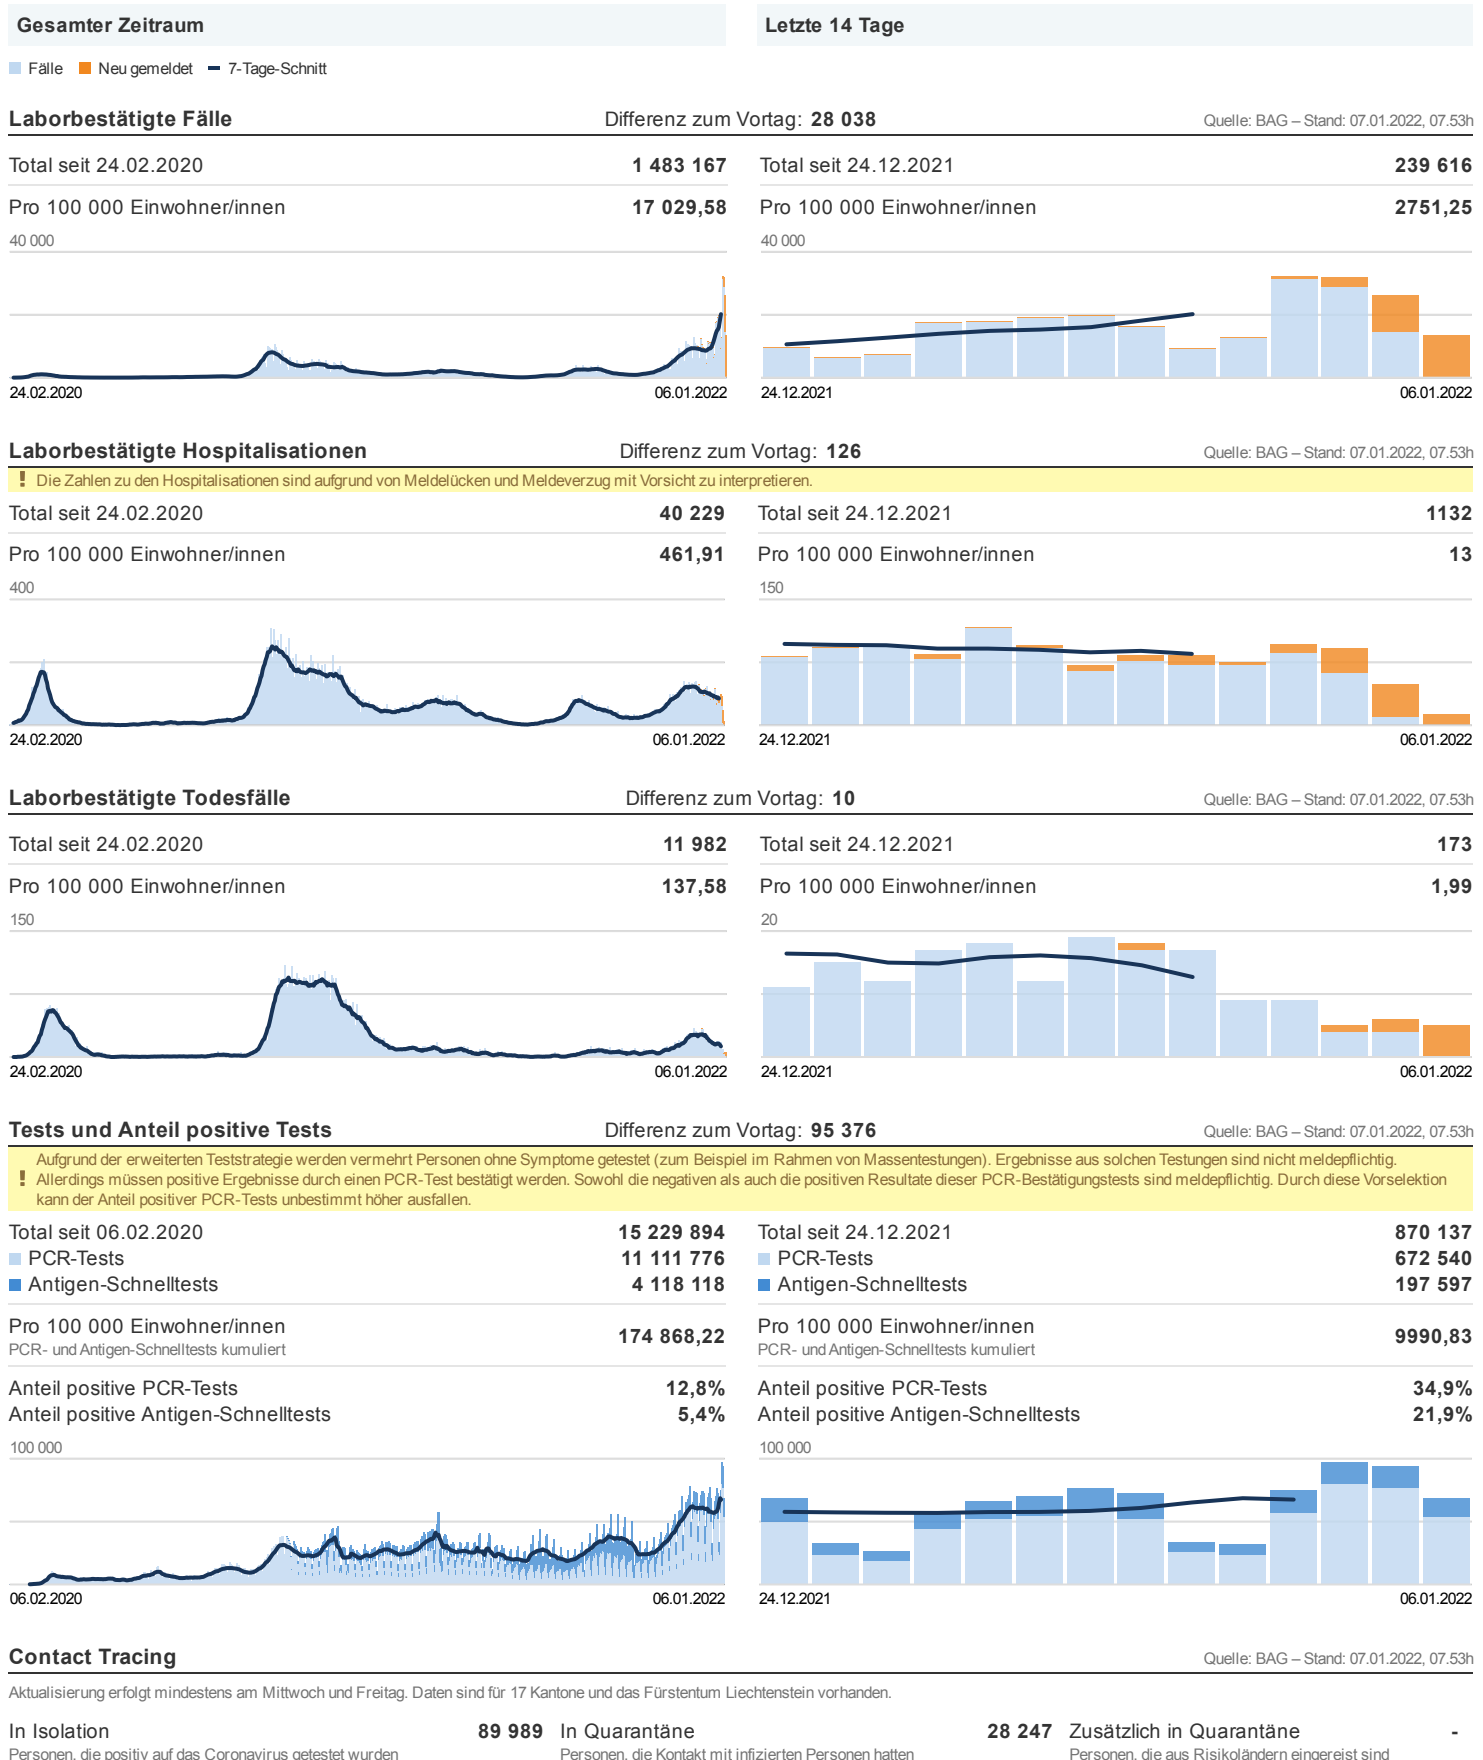 Gesamter Zeitraum
Letzte 14 Tage
Fälle Neu gemeldet 7-Tage-Schnitt
Laborbestätigte Fälle Differenz zum Vortag: 28 038 Quelle: BAG – Stand: 07.01.2022, 07.53h
Total seit 24.02.2020 1 483 167 Total seit 24.12.2021 239 616
Pro 100 000 Einwohner/innen 17 029,58 Pro 100 000 Einwohner/innen 2751,25
40 000 40 000
24.02.2020 06.01.2022 24.12.2021 06.01.2022
Laborbestätigte Hospitalisationen Differenz zum Vortag: 126 Quelle: BAG – Stand: 07.01.2022, 07.53h
! Die Zahlen zu den Hospitalisationen sind aufgrund von Meldelücken und Meldeverzug mit Vorsicht zu interpretieren.
Total seit 24.02.2020 40 229 Total seit 24.12.2021 1132
Pro 100 000 Einwohner/innen 461,91 Pro 100 000 Einwohner/innen 13
400 150
24.02.2020 06.01.2022 24.12.2021 06.01.2022
Laborbestätigte Todesfälle Differenz zum Vortag: 10 Quelle: BAG – Stand: 07.01.2022, 07.53h
Total seit 24.02.2020 11 982 Total seit 24.12.2021 173
Pro 100 000 Einwohner/innen 137,58 Pro 100 000 Einwohner/innen 1,99
150 20
24.02.2020 06.01.2022 24.12.2021 06.01.2022
Tests und Anteil positive Tests Differenz zum Vortag: 95 376 Quelle: BAG – Stand: 07.01.2022, 07.53h
Aufgrund der erweiterten Teststrategie werden vermehrt Personen ohne Symptome getestet (zum Beispiel im Rahmen von Massentestungen). Ergebnisse aus solchen Testungen sind nicht meldepflichtig.
! Allerdings müssen positive Ergebnisse durch einen PCR-Test bestätigt werden. Sowohl die negativen als auch die positiven Resultate dieser PCR-Bestätigungstests sind meldepflichtig. Durch diese Vorselektion
kann der Anteil positiver PCR-Tests unbestimmt höher ausfallen.
Total seit 06.02.2020 15 229 894 Total seit 24.12.2021 870 137
PCR-Tests 11 111 776 PCR-Tests 672 540
Antigen-Schnelltests 4 118 118 Antigen-Schnelltests 197 597
Pro 100 000 Einwohner/innen 174 868,22 Pro 100 000 Einwohner/innen 9990,83
PCR- und Antigen-Schnelltests kumuliert PCR- und Antigen-Schnelltests kumuliert
Anteil positive PCR-Tests 12,8% Anteil positive PCR-Tests 34,9%
Anteil positive Antigen-Schnelltests 5,4% Anteil positive Antigen-Schnelltests 21,9%
100 000 100 000
06.02.2020 06.01.2022 24.12.2021 06.01.2022
Contact Tracing Quelle: BAG – Stand: 07.01.2022, 07.53h
Aktualisierung erfolgt mindestens am Mittwoch und Freitag. Daten sind für 17 Kantone und das Fürstentum Liechtenstein vorhanden.
In Isolation 89 989 In Quarantäne 28 247 Zusätzlich in Quarantäne -
Personen, die positiv auf das Coronavirus getestet wurden Personen, die Kontakt mit infizierten Personen hatten Personen, die aus Risikoländern eingereist sind